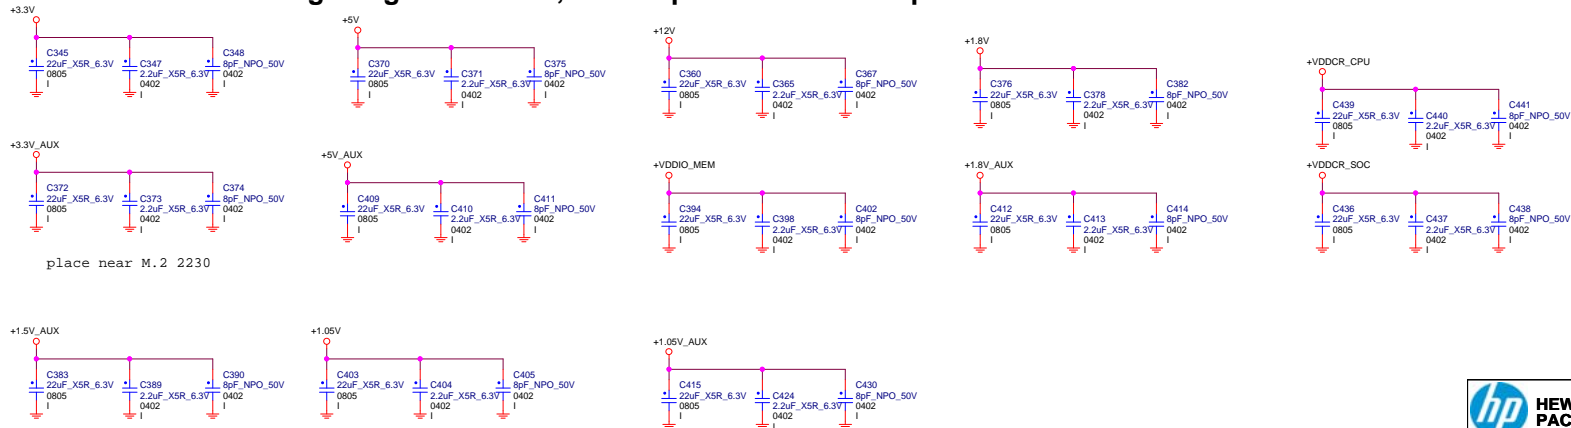 +3.3V
C345
22uF_X5R_6.3V
0805
I
C347
2.2uF_X5R_6.3V
0402
I
C348
8pF_NPO_50V
0402
I
+5V
C370
22uF_X5R_6.3V
0805
I
C371
2.2uF_X5R_6.3V
0402
I
C375
8pF_NPO_50V
0402
I
+12V
C360
22uF_X5R_6.3V
0805
I
C365
2.2uF_X5R_6.3V
0402
I
C367
8pF_NPO_50V
0402
I
+1.8V
C376
22uF_X5R_6.3V
0805
I
C378
2.2uF_X5R_6.3V
0402
I
C382
8pF_NPO_50V
0402
I
+VDDCR_CPU
C439
22uF_X5R_6.3V
0805
I
C440
2.2uF_X5R_6.3V
0402
I
C441
8pF_NPO_50V
0402
I
+3.3V_AUX
C372
22uF_X5R_6.3V
0805
I
C373
2.2uF_X5R_6.3V
0402
I
C374
8pF_NPO_50V
0402
I
+5V_AUX
C409
22uF_X5R_6.3V
0805
I
C410
2.2uF_X5R_6.3V
0402
I
C411
8pF_NPO_50V
0402
I
+VDDIO_MEM
C394
22uF_X5R_6.3V
0805
I
C398
2.2uF_X5R_6.3V
0402
I
C402
8pF_NPO_50V
0402
I
+1.8V_AUX
C412
22uF_X5R_6.3V
0805
I
C413
2.2uF_X5R_6.3V
0402
I
C414
8pF_NPO_50V
0402
I
+VDDCR_SOC
C436
22uF_X5R_6.3V
0805
I
C437
2.2uF_X5R_6.3V
0402
I
C438
8pF_NPO_50V
0402
I
place near M.2 2230
+1.5V_AUX
C383
22uF_X5R_6.3V
0805
I
C389
2.2uF_X5R_6.3V
0402
I
C390
8pF_NPO_50V
0402
I
+1.05V
C403
22uF_X5R_6.3V
0805
I
C404
2.2uF_X5R_6.3V
0402
I
C405
8pF_NPO_50V
0402
I
+1.05V_AUX
C415
22uF_X5R_6.3V
0805
I
C424
2.2uF_X5R_6.3V
0402
I
C430
8pF_NPO_50V
0402
I
hp
HEW
PAC